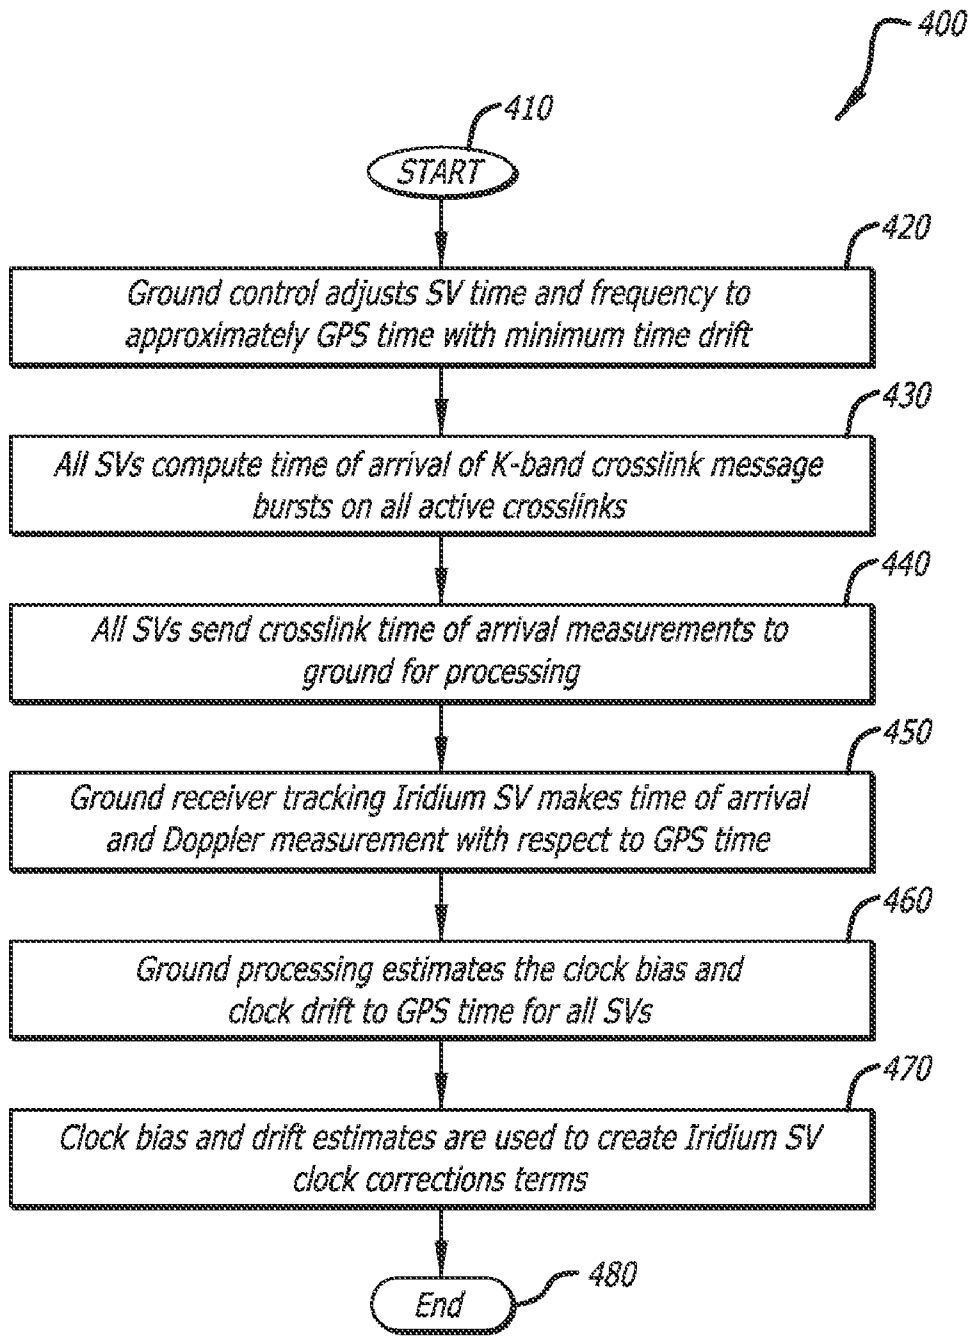 400
410
START
420
Ground control adjusts SV time and frequency to
approximately GPS time with minimum time drift
430
All SVs compute time of arrival of K-band crosslink message
bursts on all active crosslinks
440
All SVs send crosslink time of arrival measurements to
ground for processing
450
Ground receiver tracking Iridium SV makes time of arrival
and Doppler measurement with respect to GPS time
460
Ground processing estimates the clock bias and
clock drift to GPS time for all SVs
470
Clock bias and drift estimates are used to create Iridium SV
clock corrections terms
480
End